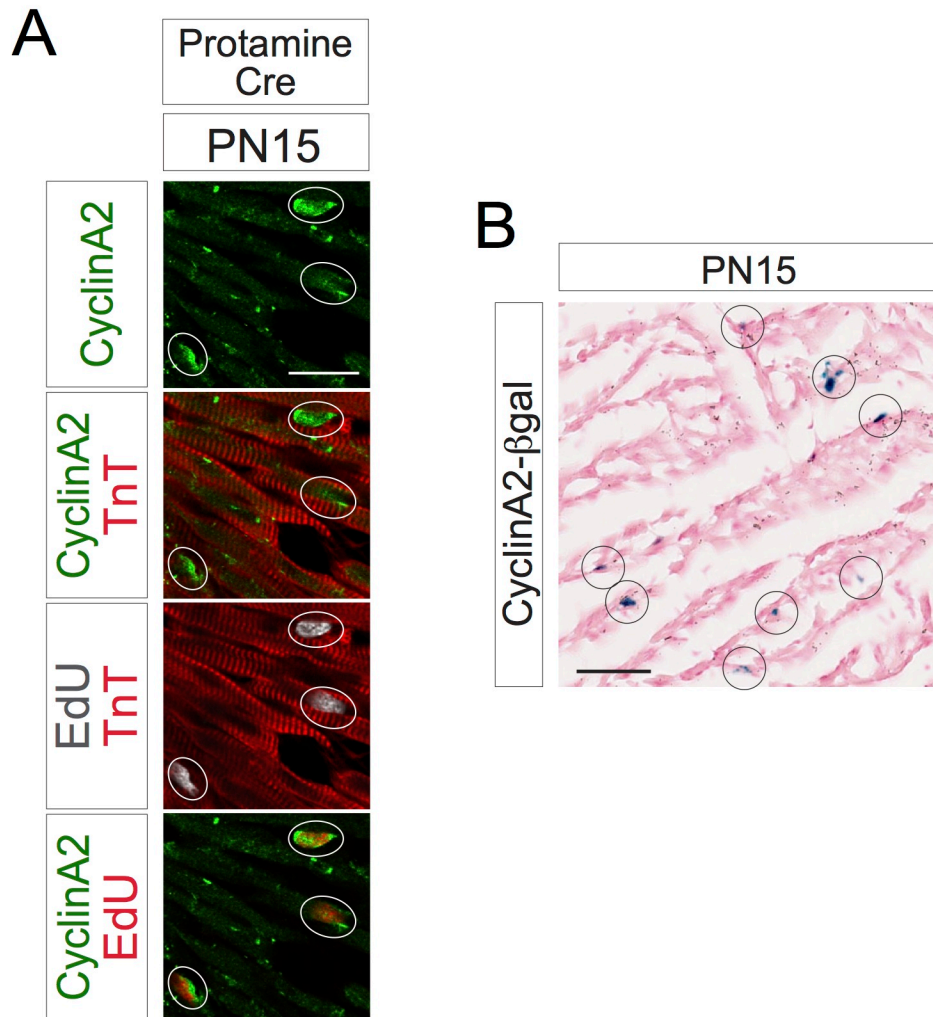 A
Protamine
Cre
PN15
CyclinA2
CyclinA2
TnT
EdU
TnT
CyclinA2
EdU
B
PN15
CyclinA2-βgal